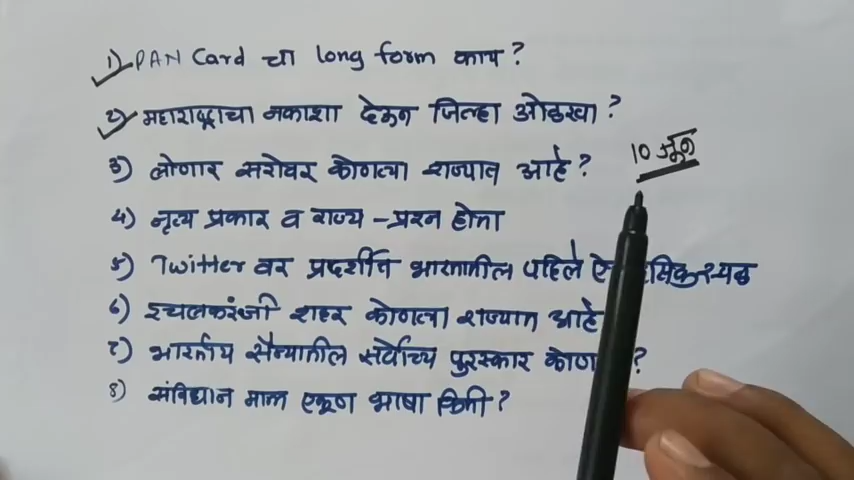 1) PAN Card चा long form काय?
2) महाराष्ट्राचा नकाशा देऊन जिल्हा ओळखा?
3) लोणार सरोवर कोणत्या राज्यात आहे?
10 जून
4) नृत्य प्रकार व राज्य - प्रश्न होता
5) Twitter वर प्रदर्शीत भारतातील पहिले स्थळ
6) इचलकरंजी शहर कोणत्या राज्यात आहे
7) भारतीय सैन्यातील सर्वोच्य पुरस्कार ?
8) संविधान मान्य एकूण भाषा किती?